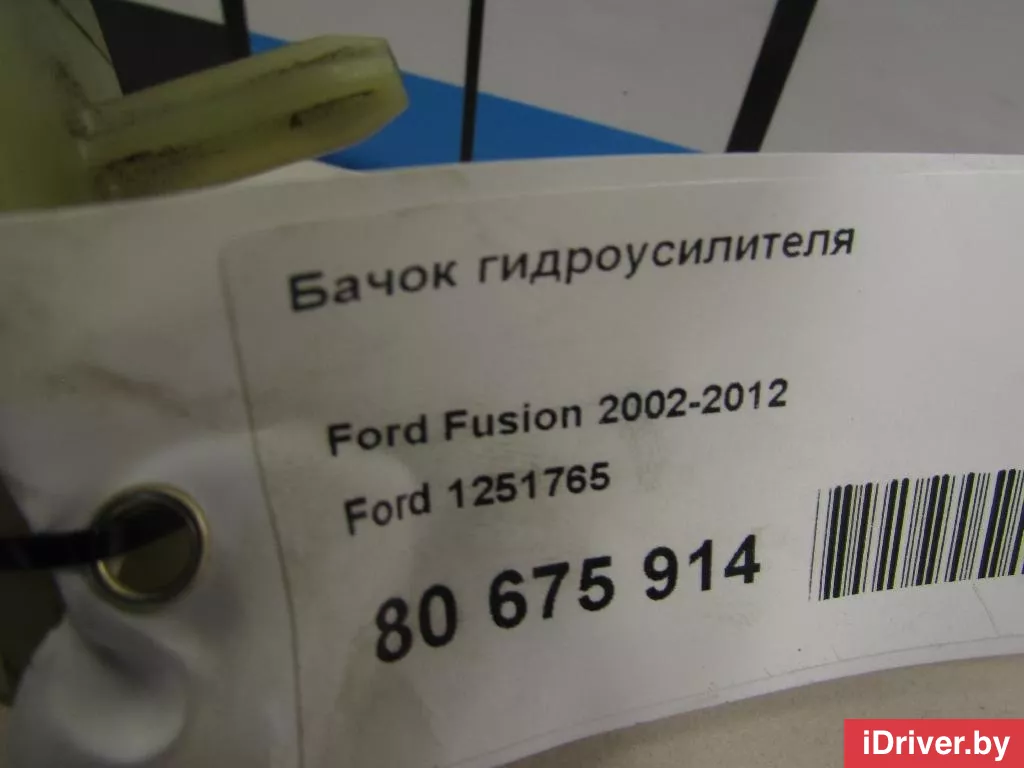 Бачок гидроусилителя
Ford Fusion 2002-2012
Ford 1251765
80 675 914
iDriver.by